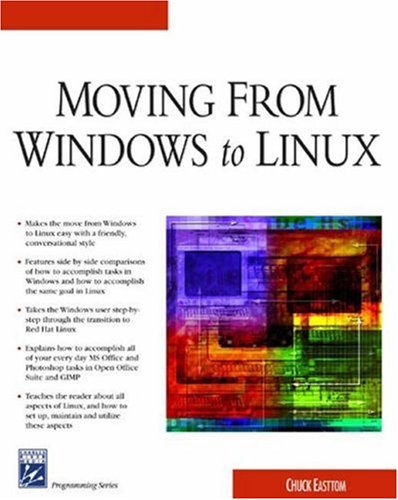 MOVING FROM
WINDOWS to LINUX
• Makes the move from Windows
to Linux easy with a friendly,
conversational style
• Features side by side comparisons
of how to accomplish tasks in
Windows and how to accomplish
the same goal in Linux
• Takes the Windows user step-by-
step through the transition to
Red Hat Linux
• Explains how to accomplish all
of your every day MS Office and
Photoshop tasks in Open Office
Suite and GIMP
• Teaches the reader about all
aspects of Linux, and how to
set up, maintain and utilize
these aspects
CHARLES
RIVER
MEDIA
Programming Series
CHUCK EASTTOM